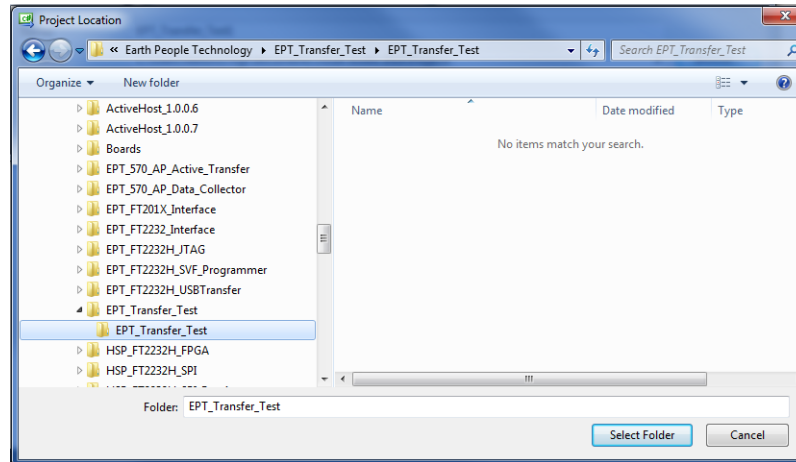 Project Location
« Earth People Technology ▸ EPT_Transfer_Test ▸ EPT_Transfer_Test
Search EPT_Transfer_Test
Organize New folder
ActiveHost_1.0.0.6
ActiveHost_1.0.0.7
Boards
EPT_570_AP_Active_Transfer
EPT_570_AP_Data_Collector
EPT_FT201X_Interface
EPT_FT2232_Interface
EPT_FT2232H_JTAG
EPT_FT2232H_SVF_Programmer
EPT_FT2232H_USBTransfer
EPT_Transfer_Test
EPT_Transfer_Test
HSP_FT2232H_FPGA
HSP_FT2232H_SPI
Name Date modified Type
No items match your search.
Folder: EPT_Transfer_Test
Select Folder Cancel